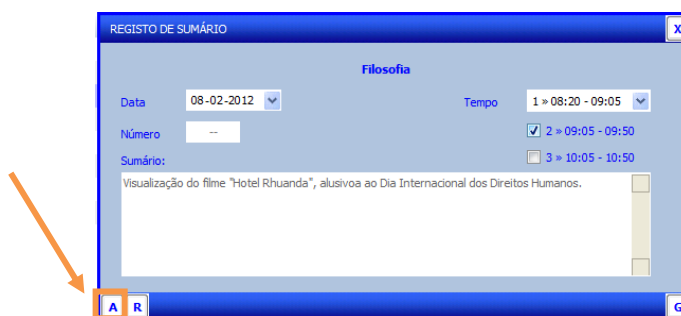 REGISTO DE SUMÁRIO X
Filosofia
Data 08-02-2012 Tempo 1 » 08:20 - 09:05
Número -- 2 » 09:05 - 09:50
Sumário: 3 » 10:05 - 10:50
Visualização do filme "Hotel Rhuanda", alusivoa ao Dia Internacional dos Direitos Humanos.
A R G